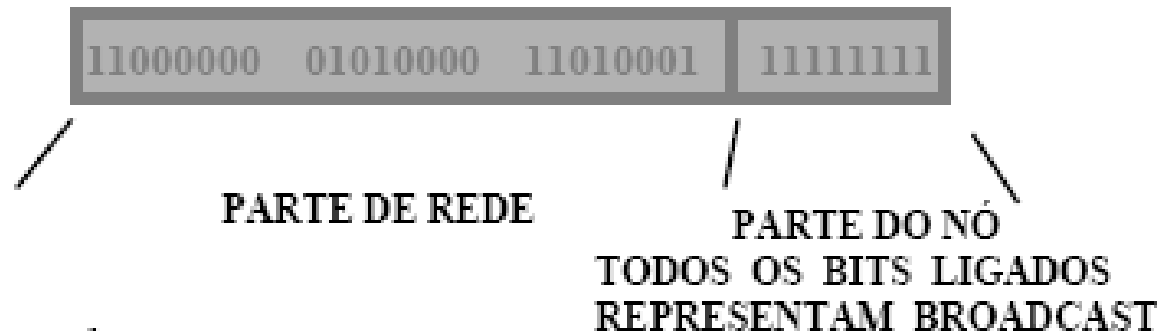 11000000 01010000 11010001 11111111
PARTE DE REDE
PARTE DO NÓ
TODOS OS BITS LIGADOS
REPRESENTAM BROADCAST